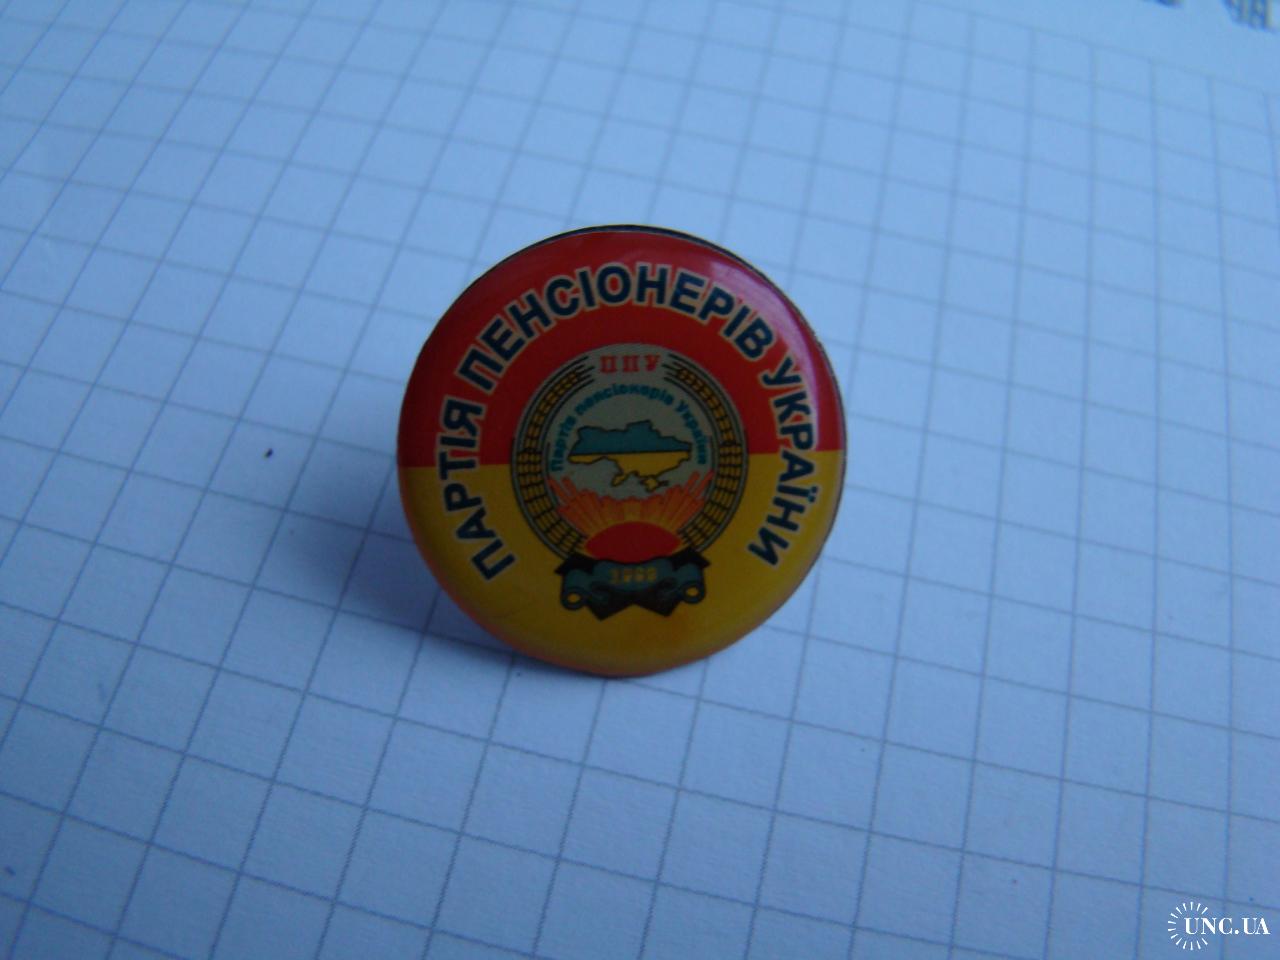 ПАРТІЯ ПЕНСІОНЕРІВ УКРАЇНИ
ППУ
Партія пенсіонерів України
UNC.UA